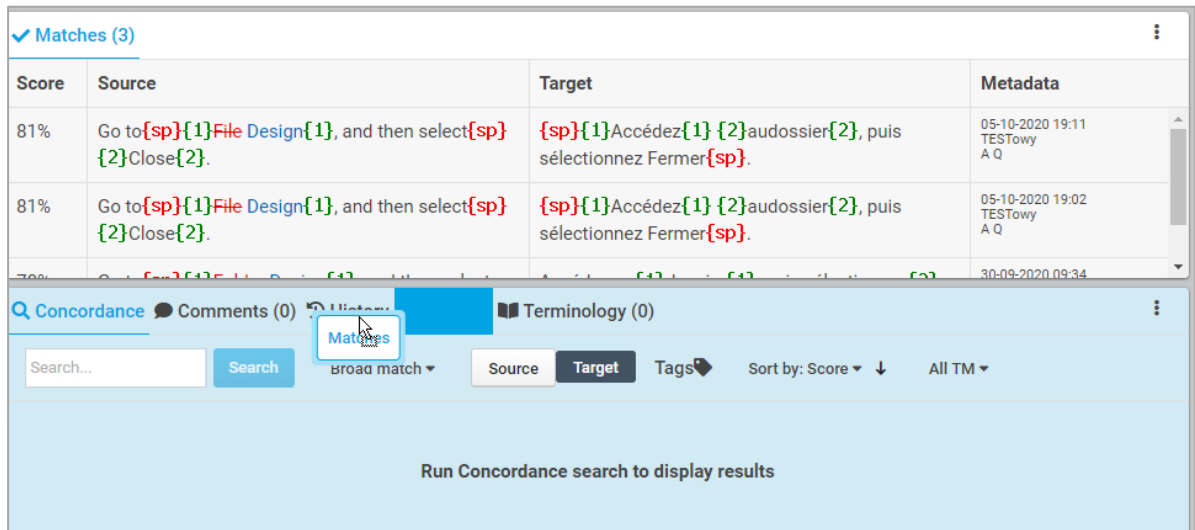 Matches (3)
Score Source Target Metadata
81% Go to{sp}{1}File Design{1}, and then select{sp} {sp}{1}Accédez{1} {2}audossier{2}, puis 05-10-2020 19:11
{2}Close{2}. sélectionnez Fermer{sp}. TESTowy
A Q
81% Go to{sp}{1}File Design{1}, and then select{sp} {sp}{1}Accédez{1} {2}audossier{2}, puis 05-10-2020 19:02
{2}Close{2}. sélectionnez Fermer{sp}. TESTowy
A Q
30-09-2020 09:34
Concordance Comments (0) History Terminology (0)
Matches
Search... Search Broad match Source Target Tags Sort by: Score All TM
Run Concordance search to display results